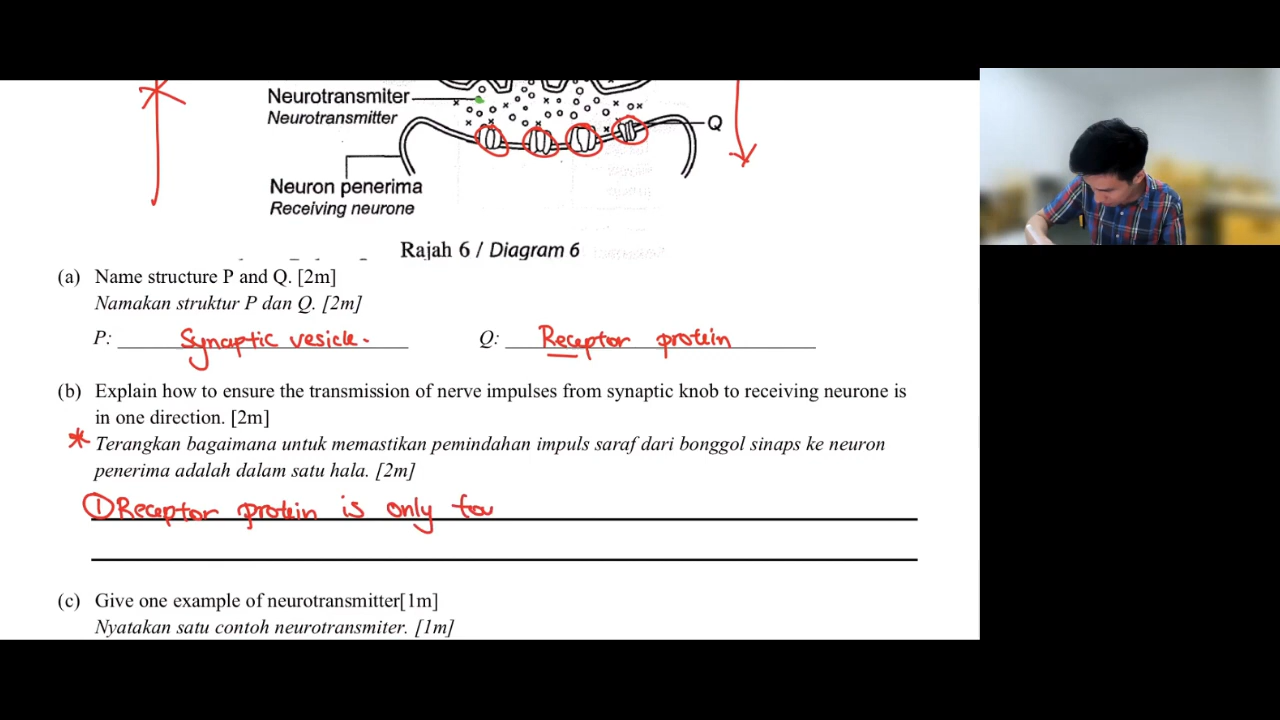 Neurotransmiter
Neurotransmitter
Q
Neuron penerima
Receiving neurone
Rajah 6 / Diagram 6
(a) Name structure P and Q. [2m]
Namakan struktur P dan Q. [2m]
P: Synaptic vesicle. Q: Receptor protein
(b) Explain how to ensure the transmission of nerve impulses from synaptic knob to receiving neurone is
in one direction. [2m]
* Terangkan bagaimana untuk memastikan pemindahan impuls saraf dari bonggol sinaps ke neuron
penerima adalah dalam satu hala. [2m]
① Receptor protein is only fou
(c) Give one example of neurotransmitter[1m]
Nyatakan satu contoh neurotransmiter. [1m]